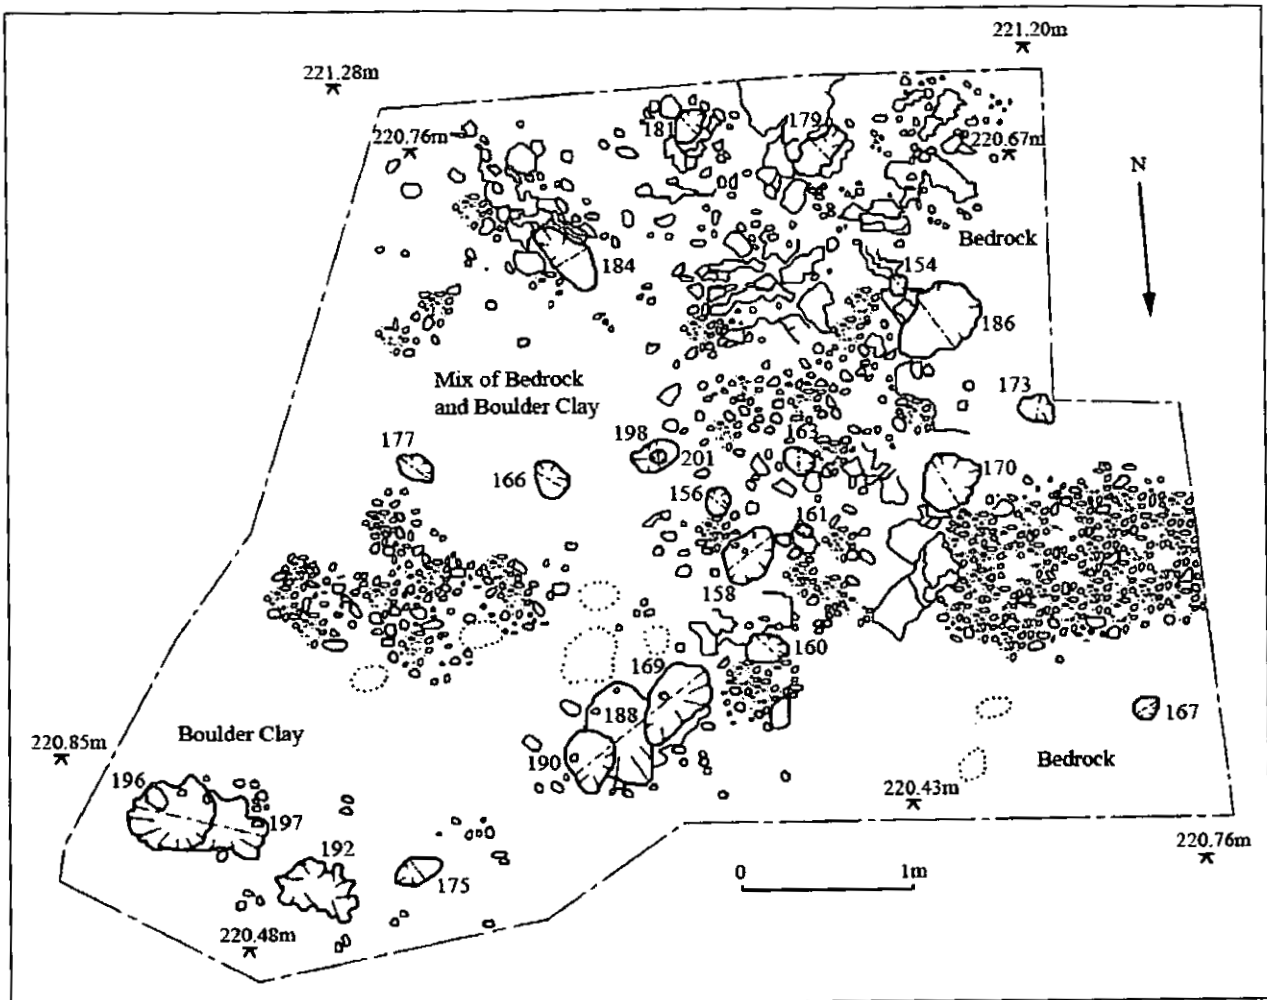 221.20m
221.28m
181
179
220.76m
220.67m
N
Bedrock
184
154
186
Mix of Bedrock
and Boulder Clay
173
177
198
163
201
170
166
156
161
158
160
169
188
167
Boulder Clay
220.85m
190
Bedrock
196
220.43m
197
192
220.76m
175
0
1m
220.48m